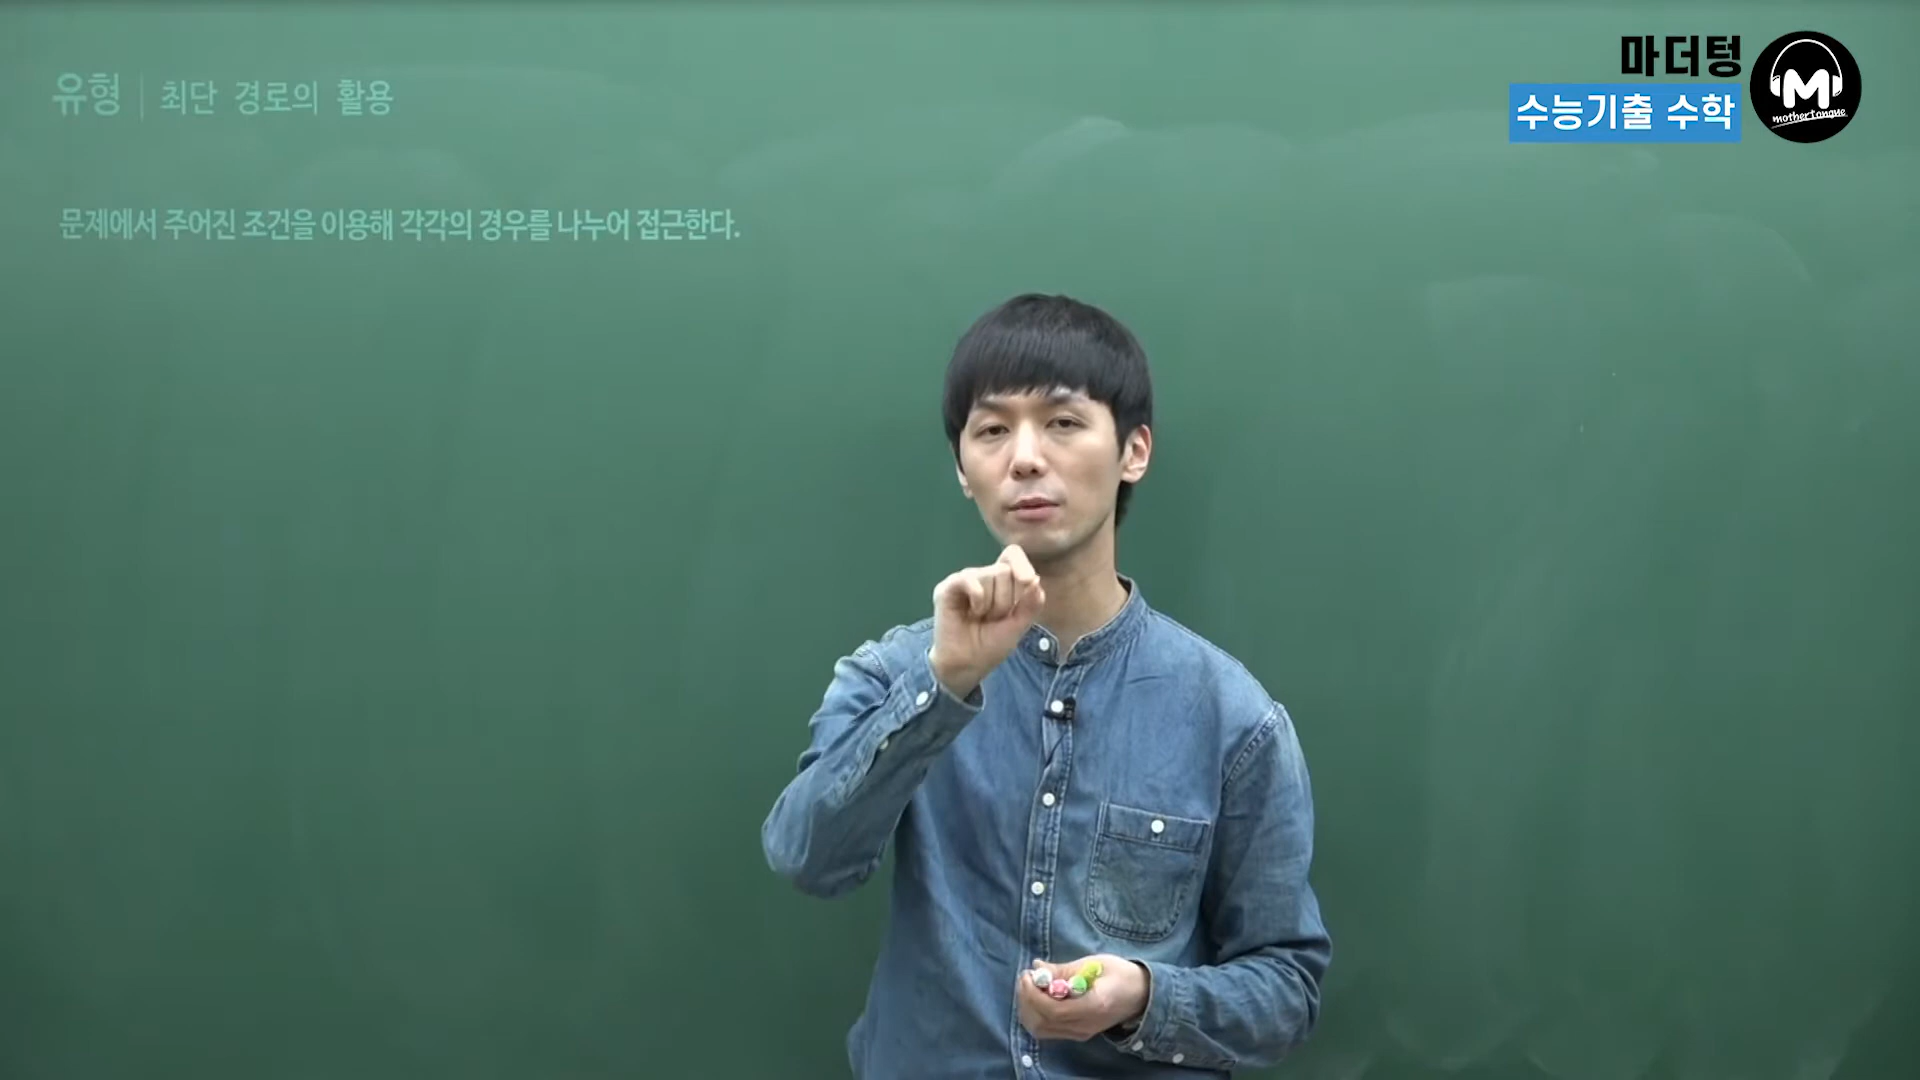 유형 | 최단 경로의 활용
문제에서 주어진 조건을 이용해 각각의 경우를 나누어 접근한다.
마더텅
수능기출 수학
M
mothertongue